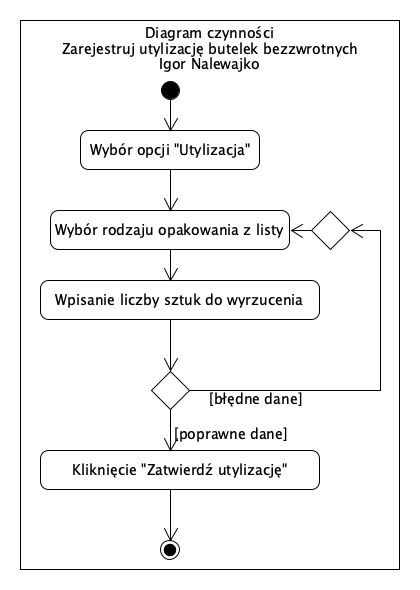 Diagram czynności
Zarejestruj utylizację butelek bezzwrotnych
Igor Nalewajko
Wybór opcji "Utylizacja"
Wybór rodzaju opakowania z listy
Wpisanie liczby sztuk do wyrzucenia
[błędne dane]
[poprawne dane]
Kliknięcie "Zatwierdź utylizację"